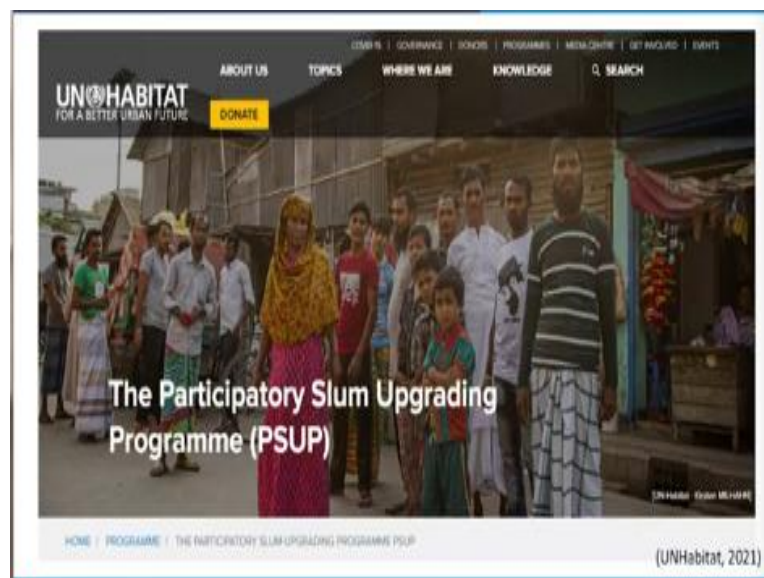 COVID-19 | GOVERNANCE | DONORS | PROGRAMMES | MEDIA CENTRE | GET INVOLVED | EVENTS
ABOUT US TOPICS WHERE WE ARE KNOWLEDGE SEARCH
UN HABITAT
FOR A BETTER URBAN FUTURE
DONATE
The Participatory Slum Upgrading
Programme (PSUP)
HOME | PROGRAMME | THE PARTICIPATORY SLUM UPGRADING PROGRAMME PSUP
(UNHabitat, 2021)